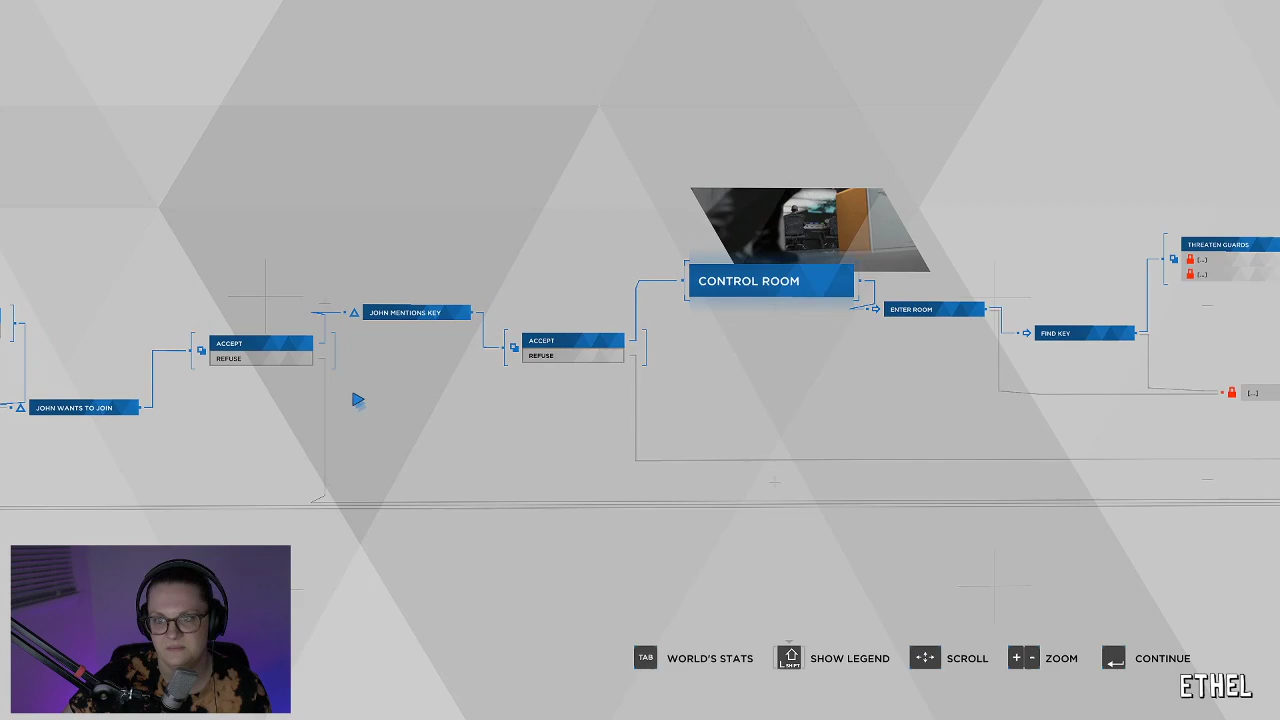 JOHN WANTS TO JOIN
ACCEPT
REFUSE
JOHN MENTIONS KEY
ACCEPT
REFUSE
CONTROL ROOM
ENTER ROOM
FIND KEY
THREATEN GUARDS
[...]
[...]
[...]
TAB WORLD'S STATS
L SHIFT SHOW LEGEND
SCROLL
+ - ZOOM
CONTINUE
ETHEL